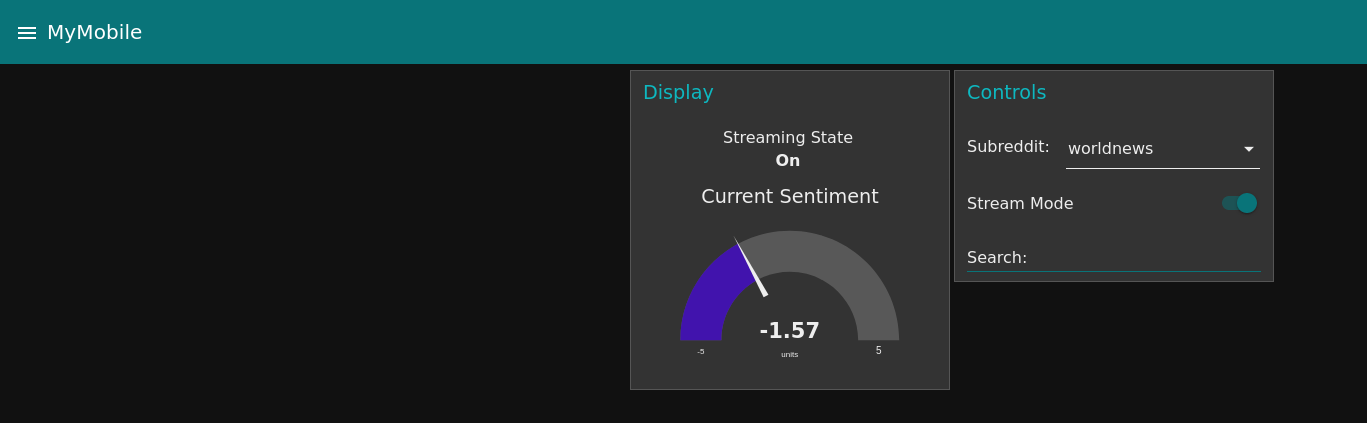 MyMobile
Display
Streaming State
On
Current Sentiment
-1.57
units
-5
5
Controls
Subreddit: worldnews
Stream Mode
Search: